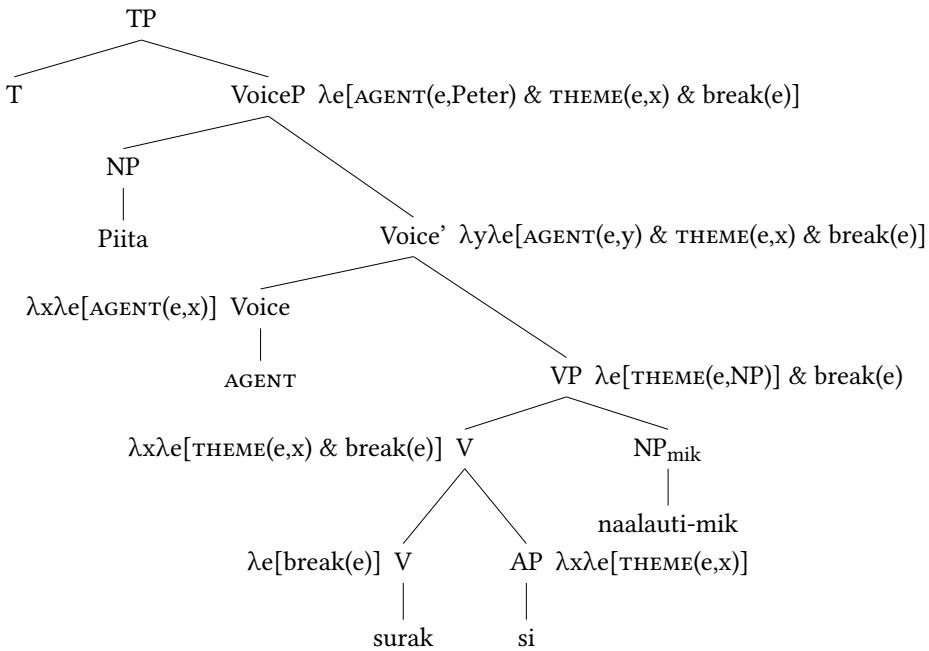 TP
T VoiceP λe[AGENT(e,Peter) & THEME(e,x) & break(e)]
NP
Piita Voice’ λyλe[AGENT(e,y) & THEME(e,x) & break(e)]
λxλe[AGENT(e,x)] Voice
AGENT VP λe[THEME(e,NP)] & break(e)
λxλe[THEME(e,x) & break(e)] V NPmik
naalauti-mik
λe[break(e)] V AP λxλe[THEME(e,x)]
surak si